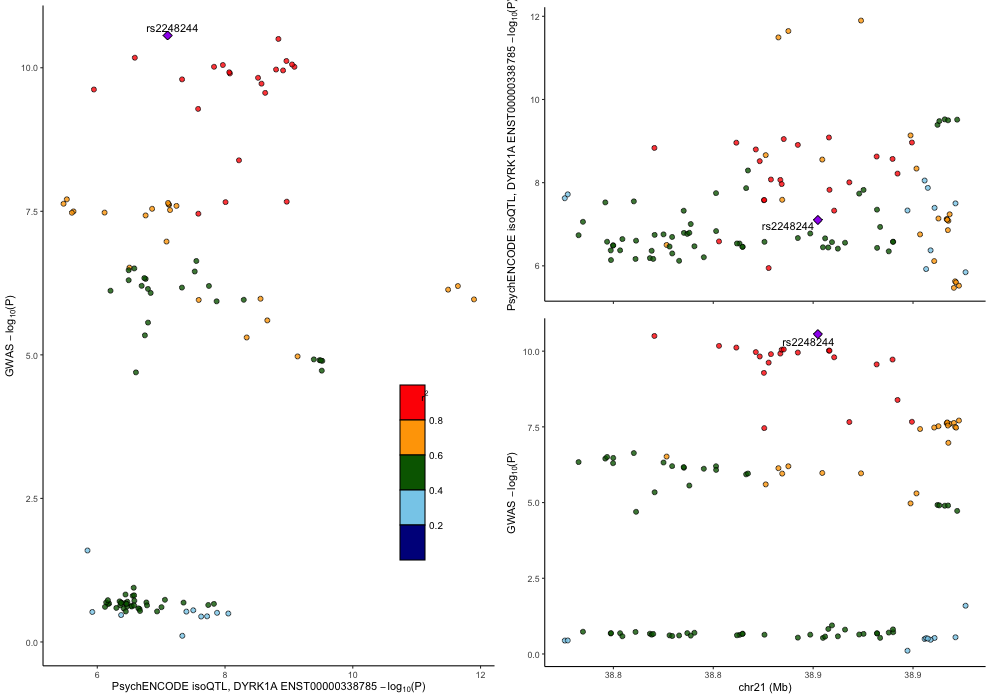 rs2248244
10.0
7.5
5.0
2.5
0.0
GWAS −log10(P)
6
8
10
12
PsychENCODE isoQTL, DYRK1A ENST00000338785 −log10(P)
r2
0.8
0.6
0.4
0.2
PsychENCODE isoQTL, DYRK1A ENST00000338785 −log10(P)
12
10
8
6
rs2248244
GWAS −log10(P)
10.0
7.5
5.0
2.5
0.0
rs2248244
38.8
38.8
38.9
38.9
chr21 (Mb)